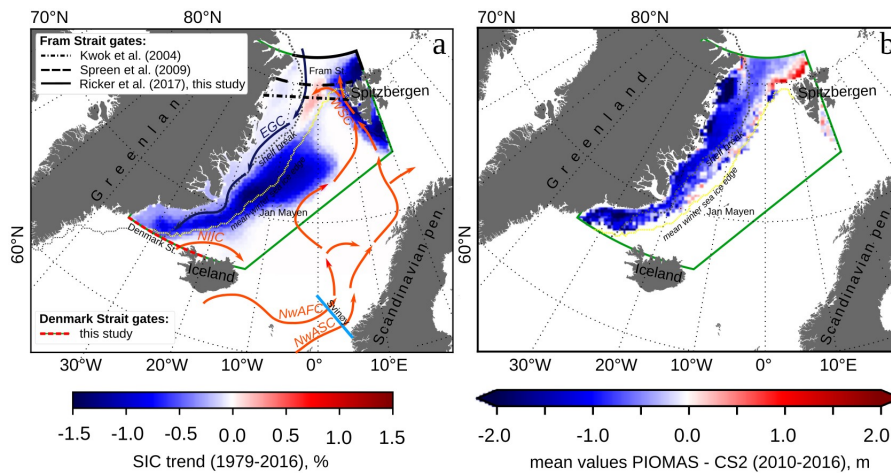 70°N 80°N
a
Fram Strait gates:
Kwok et al. (2004)
Spreen et al. (2009)
Ricker et al. (2017), this study
Fram St.
Spitzbergen
Greenland
EGC
shelf break
mean winter sea ice edge
Jan Mayen
Denmark St.
NIIC
Iceland
60°N
NwAFC
NwASC
Svinøy
Scandinavian pen.
Denmark Strait gates:
this study
30°W 20°W 10°W 0° 10°E
-1.5 -1.0 -0.5 0.0 0.5 1.0 1.5
SIC trend (1979-2016), %
70°N 80°N
b
Spitzbergen
Greenland
shelf break
mean winter sea ice edge
Jan Mayen
Iceland
60°N
Scandinavian pen.
30°W 20°W 10°W 0° 10°E
-2.0 -1.0 0.0 1.0 2.0
mean values PIOMAS - CS2 (2010-2016), m